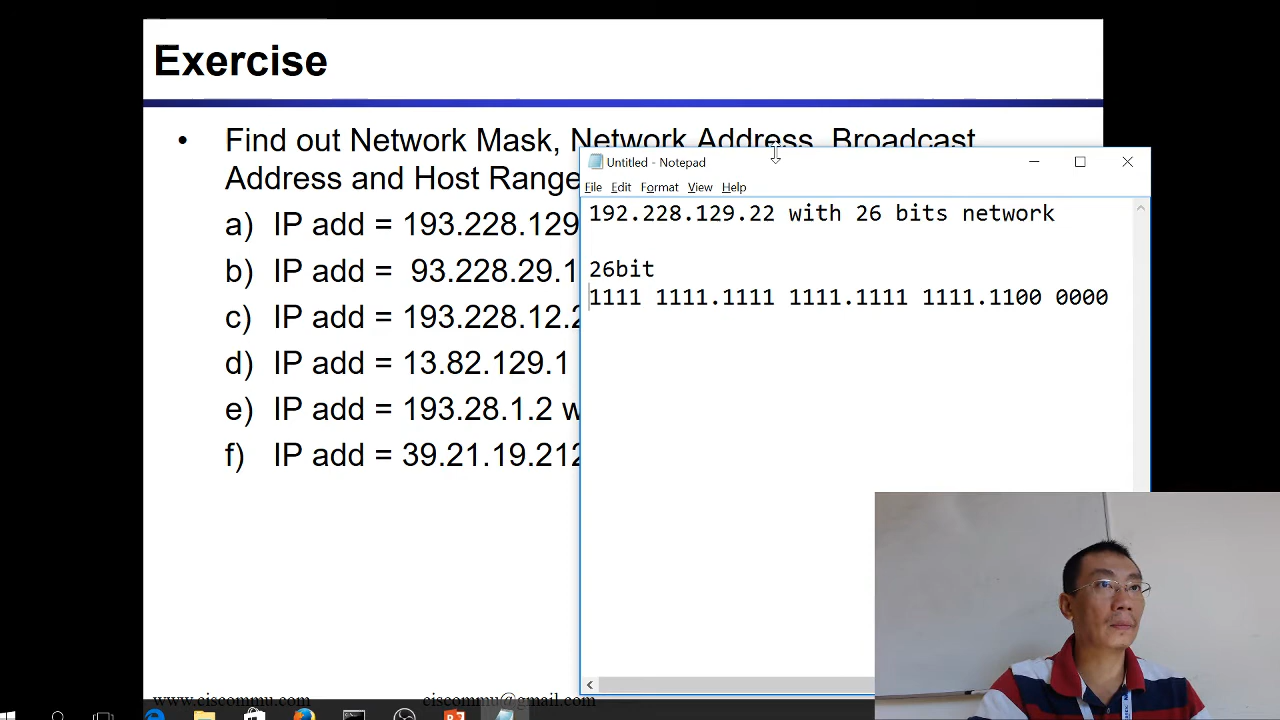 Exercise
• Find out Network Mask, Network Address, Broadcast
Address and Host Range
a) IP add = 193.228.129
b) IP add = 93.228.29.1
c) IP add = 193.228.12.2
d) IP add = 13.82.129.1
e) IP add = 193.28.1.2 w
f) IP add = 39.21.19.212
Untitled - Notepad
File Edit Format View Help
192.228.129.22 with 26 bits network
26bit
1111 1111.1111 1111.1111 1111.1100 0000
www.ciscommu.com
ciscommu@gmail.com